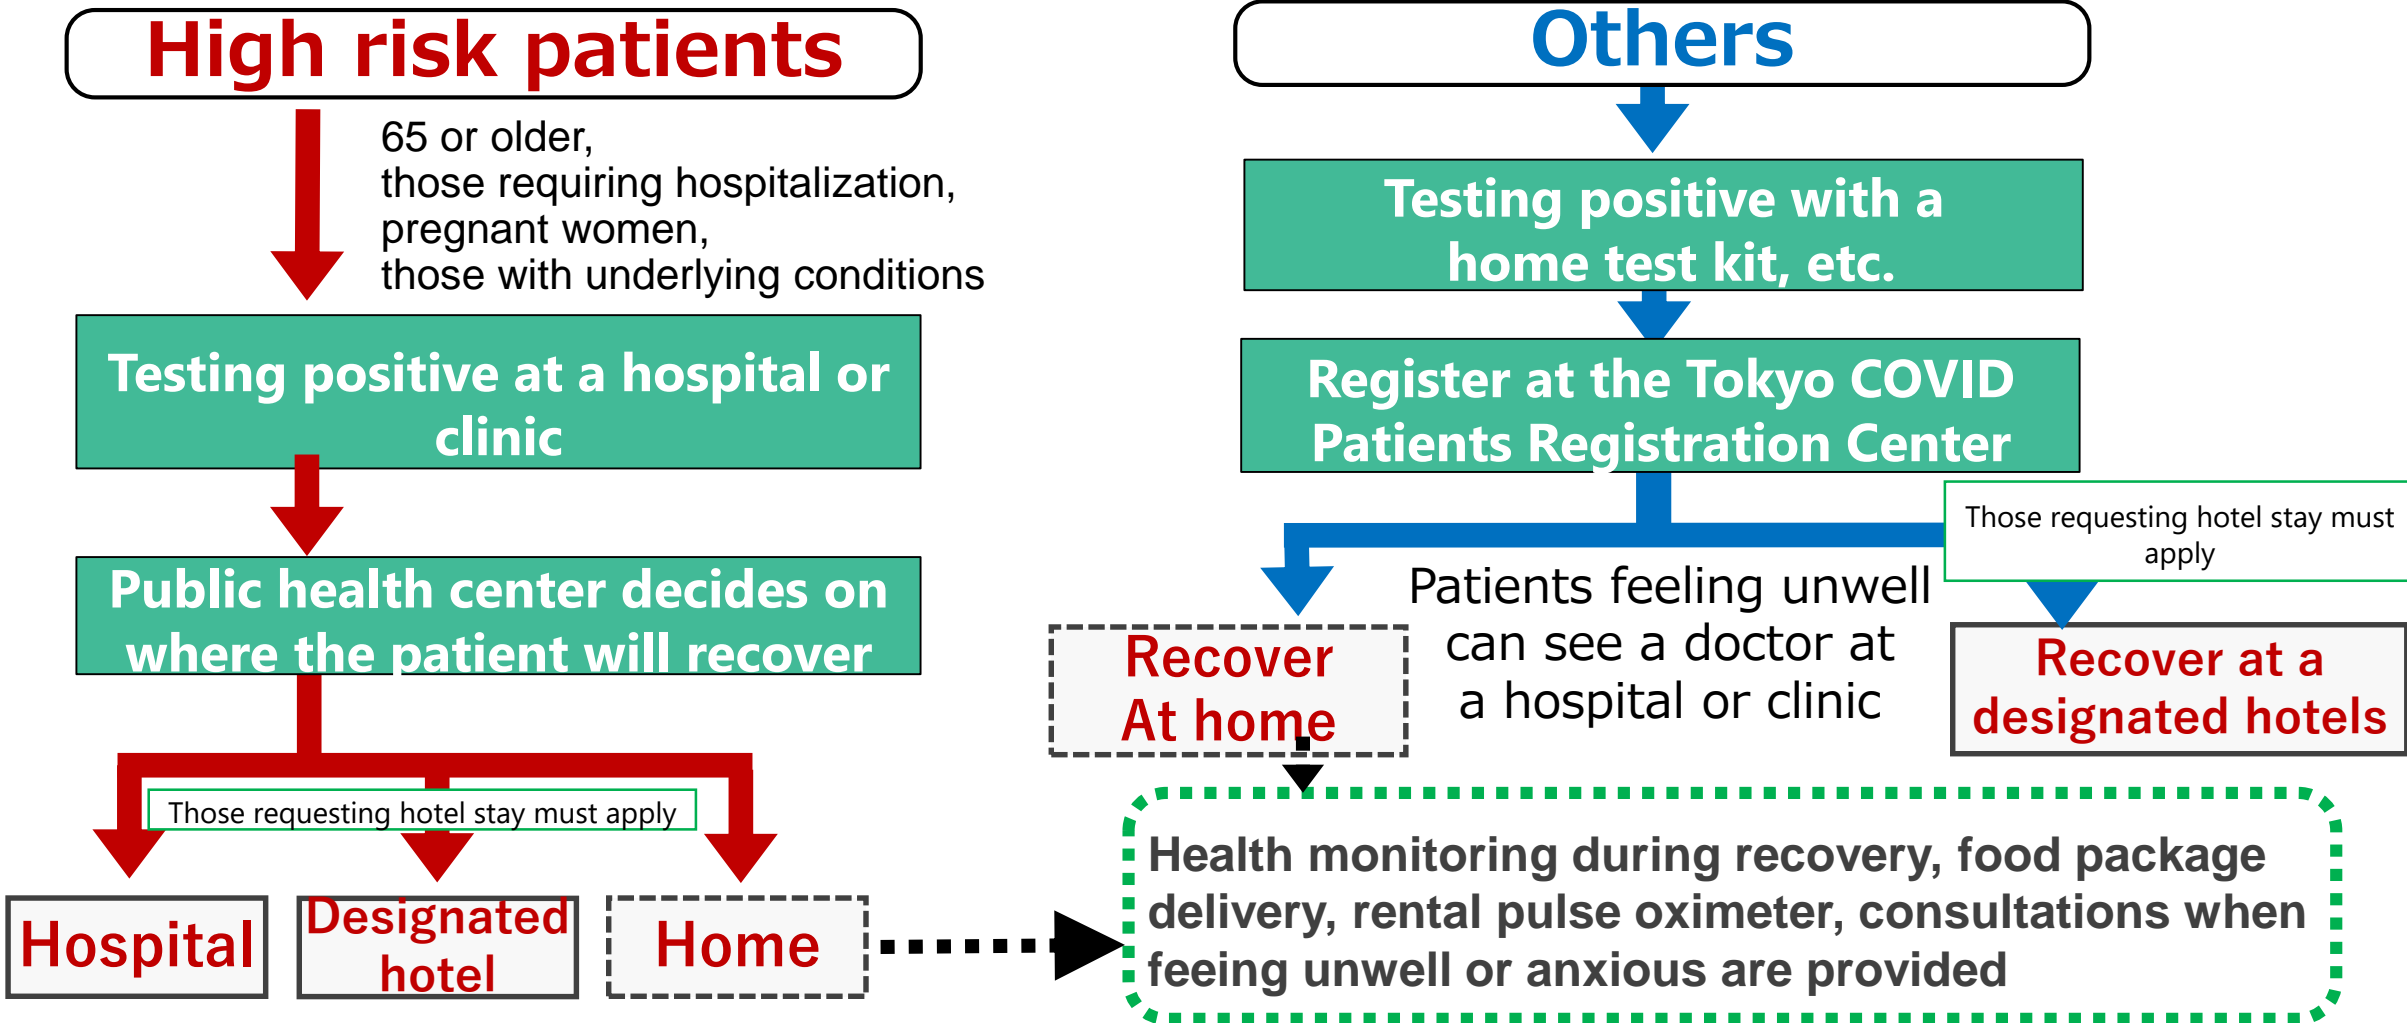 High risk patients
65 or older,
those requiring hospitalization,
pregnant women,
those with underlying conditions
Testing positive at a hospital or
clinic
Public health center decides on
where the patient will recover
Those requesting hotel stay must apply
Hospital
Designated
hotel
Home
Others
Testing positive with a
home test kit, etc.
Register at the Tokyo COVID
Patients Registration Center
Those requesting hotel stay must
apply
Patients feeling unwell
can see a doctor at
a hospital or clinic
Recover
At home
Recover at a
designated hotels
Health monitoring during recovery, food package
delivery, rental pulse oximeter, consultations when
feeing unwell or anxious are provided